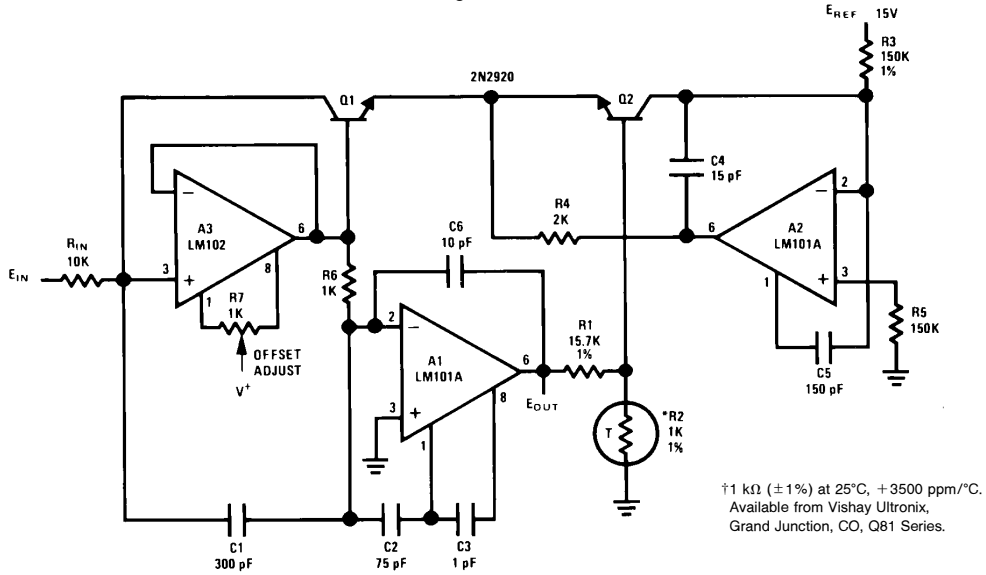 E REF 15V
R3
150K
1%
2N2920
Q1
Q2
C4
15 pF
R4
2K
6
2
A2
LM101A
3
1
R5
150K
C5
150 pF
A3
LM102
6
3
8
1
R7
1K
OFFSET
ADJUST
V+
E IN
R IN
10K
R6
1K
C6
10 pF
2
A1
LM101A
6
3
8
1
R1
15.7K
1%
E OUT
T
*R2
1K
1%
C1
300 pF
C2
75 pF
C3
1 pF
†1 kΩ (±1%) at 25°C, +3500 ppm/°C.
Available from Vishay Ultronix,
Grand Junction, CO, Q81 Series.